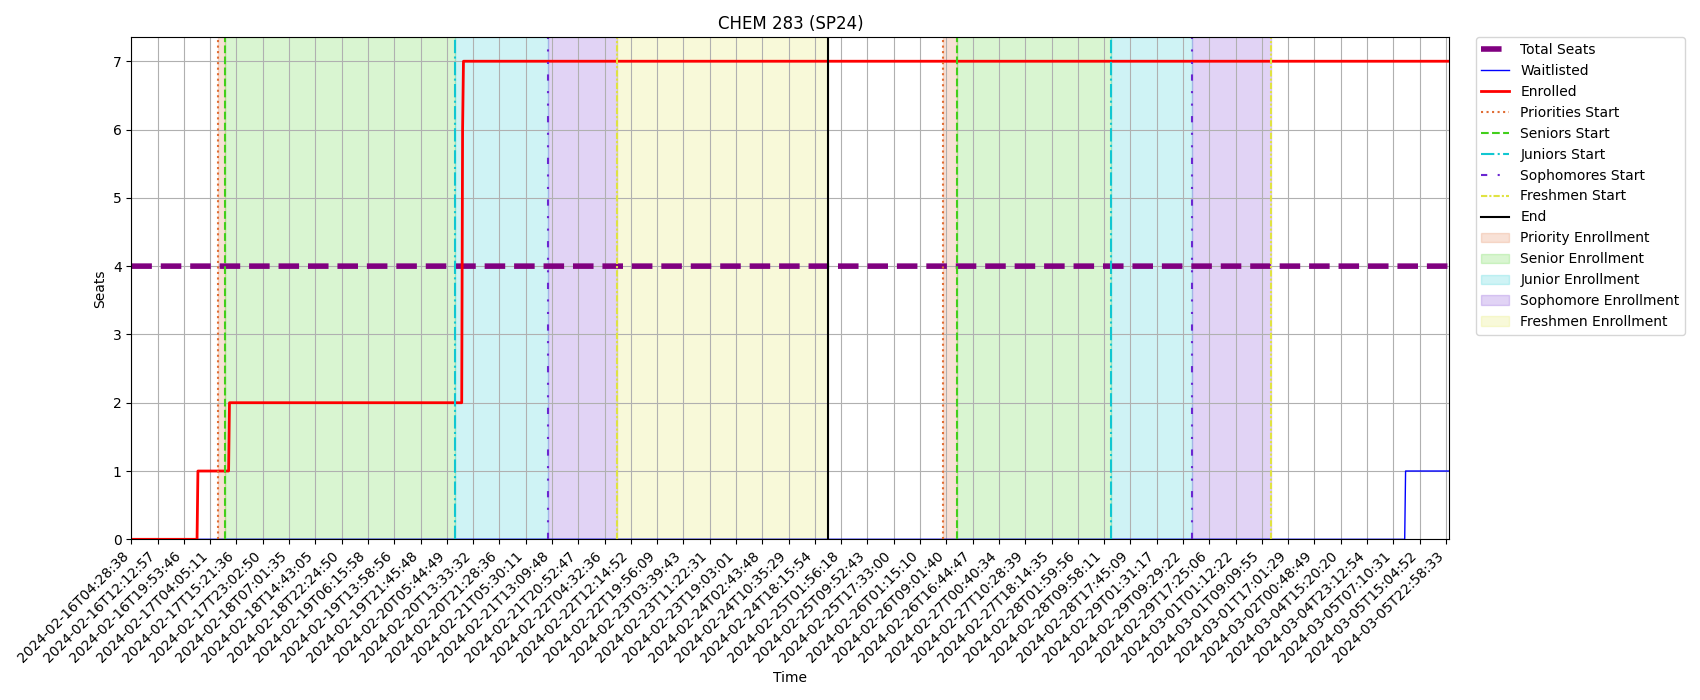 CHEM 283 (SP24)
7
6
5
4
3
2
1
0
Seats
2024-02-16T04:28:38
2024-02-16T12:12:57
2024-02-16T19:53:46
2024-02-17T04:05:11
2024-02-17T15:21:36
2024-02-17T23:02:50
2024-02-18T07:01:35
2024-02-18T14:43:05
2024-02-18T22:24:50
2024-02-19T06:15:58
2024-02-19T13:58:56
2024-02-19T21:45:48
2024-02-20T05:44:49
2024-02-20T13:33:32
2024-02-20T21:28:36
2024-02-21T05:30:11
2024-02-21T13:09:48
2024-02-21T20:52:47
2024-02-22T04:32:36
2024-02-22T12:14:52
2024-02-22T19:56:09
2024-02-23T03:39:43
2024-02-23T11:22:31
2024-02-23T19:03:01
2024-02-24T02:43:48
2024-02-24T10:35:29
2024-02-24T18:15:54
2024-02-25T01:56:18
2024-02-25T09:52:43
2024-02-25T17:33:00
2024-02-26T01:15:10
2024-02-26T09:01:40
2024-02-26T16:44:47
2024-02-27T00:40:34
2024-02-27T10:28:39
2024-02-27T18:14:35
2024-02-28T01:59:56
2024-02-28T09:58:11
2024-02-28T17:45:09
2024-02-29T01:31:17
2024-02-29T09:29:22
2024-02-29T17:25:06
2024-03-01T01:12:22
2024-03-01T09:09:55
2024-03-01T17:01:29
2024-03-02T00:48:49
2024-03-04T15:20:20
2024-03-04T23:12:54
2024-03-05T07:10:31
2024-03-05T15:04:52
2024-03-05T22:58:33
Time
Total Seats
Waitlisted
Enrolled
Priorities Start
Seniors Start
Juniors Start
Sophomores Start
Freshmen Start
End
Priority Enrollment
Senior Enrollment
Junior Enrollment
Sophomore Enrollment
Freshmen Enrollment